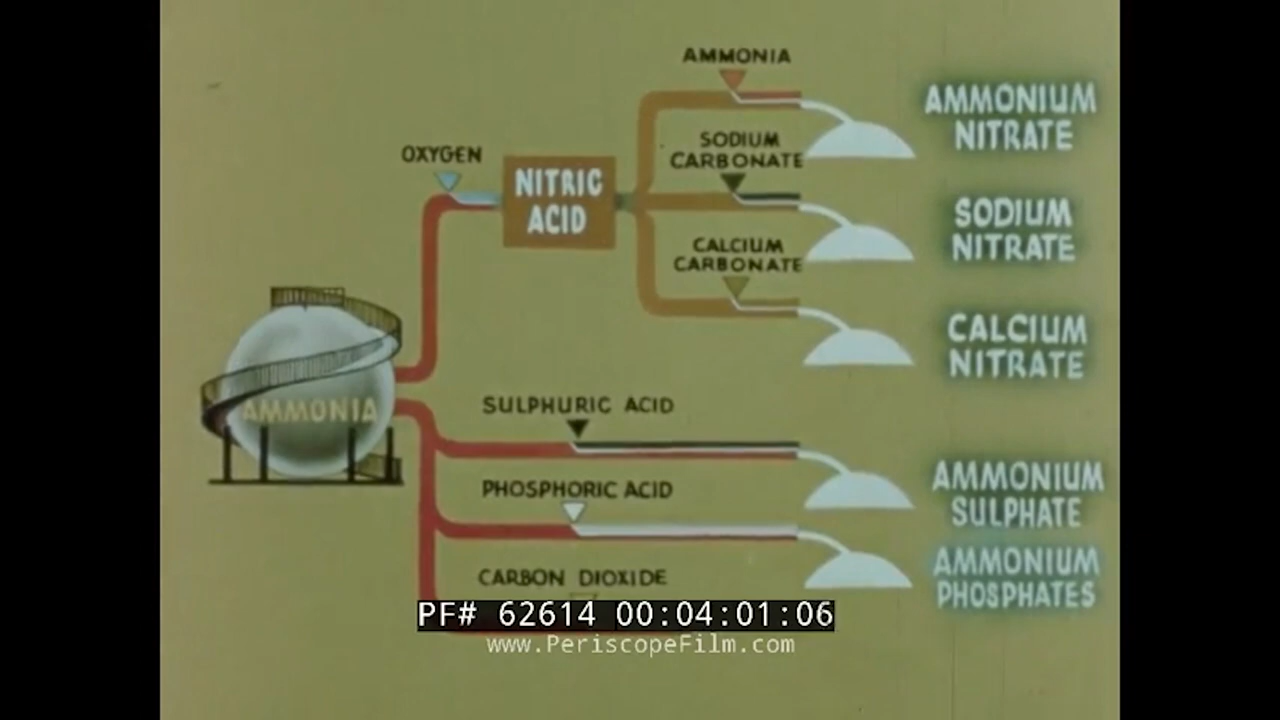 AMMONIA
AMMONIUM
NITRATE
OXYGEN
NITRIC
ACID
SODIUM
CARBONATE
SODIUM
NITRATE
CALCIUM
CARBONATE
CALCIUM
NITRATE
AMMONIA
SULPHURIC ACID
AMMONIUM
SULPHATE
PHOSPHORIC ACID
AMMONIUM
PHOSPHATES
CARBON DIOXIDE
PF# 62614 00:04:01:06
www.PeriscopeFilm.com